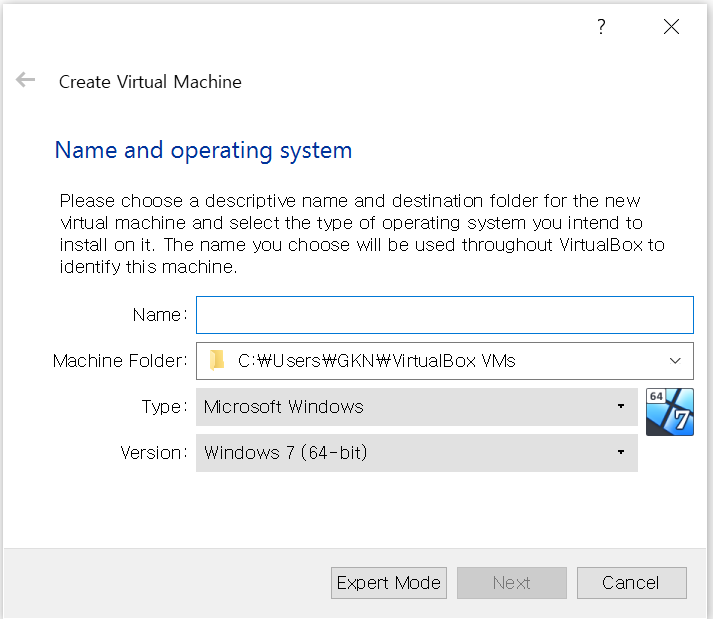 ?
Create Virtual Machine
Name and operating system
Please choose a descriptive name and destination folder for the new
virtual machine and select the type of operating system you intend to
install on it. The name you choose will be used throughout VirtualBox to
identify this machine.
Name:
Machine Folder: C:₩Users₩GKN₩VirtualBox VMs
Type: Microsoft Windows
64
7
Version: Windows 7 (64-bit)
Expert Mode Next Cancel